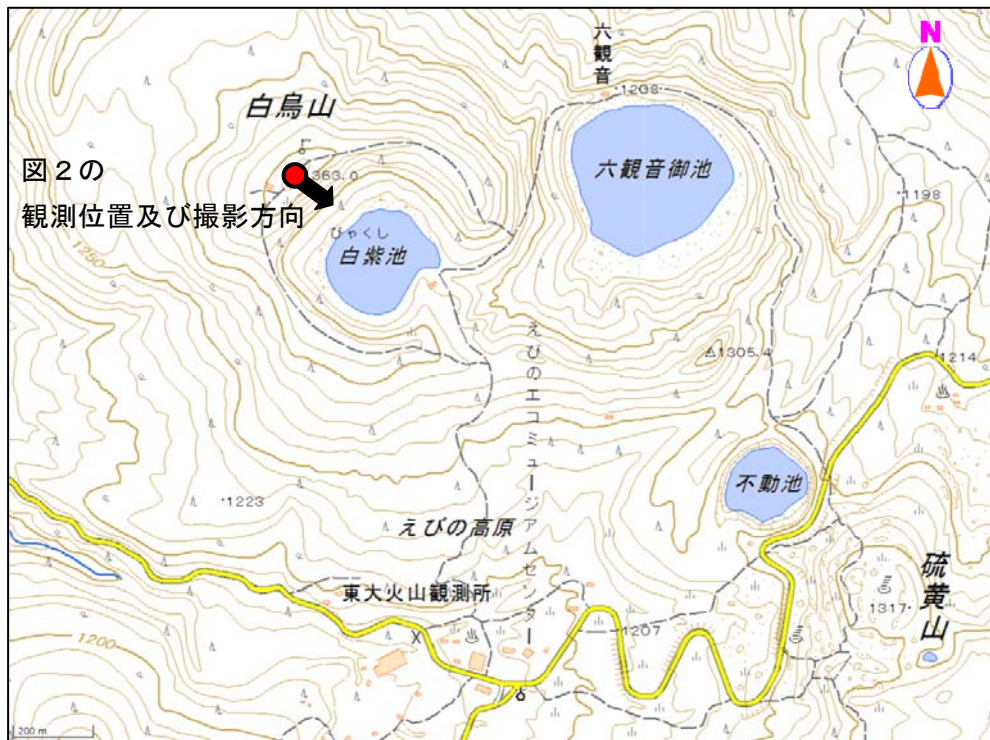 N
六観音
・1208
白鳥山
図2の
観測位置及び撮影方向
363.0
六観音御池
・1198
びゃくし
白紫池
1250
えびのエコミュージアムセンター
1305.4
1214
不動池
・1223
えびの高原
硫黄山
東大火山観測所
1317・
1207
1200
200 m